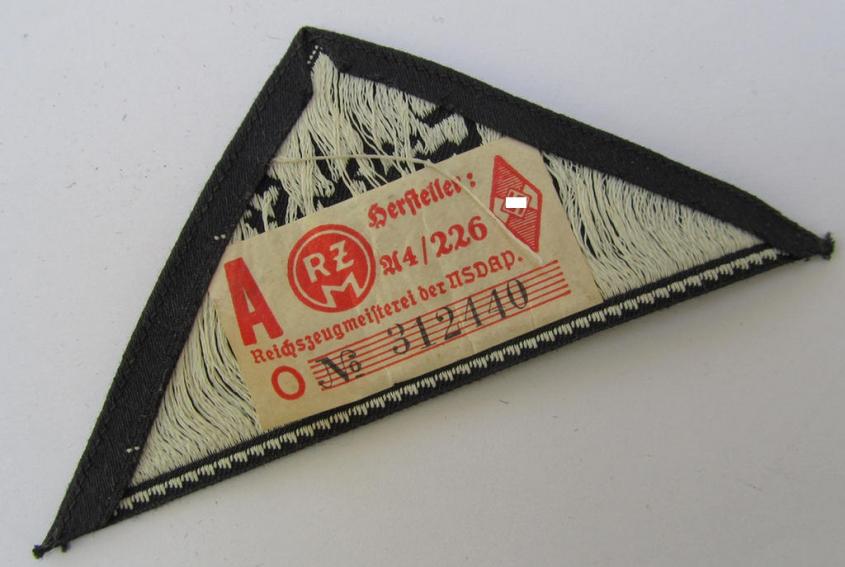 A
RZM
Hersteller:
A4/226
Reichszeugmeisterei der NSDAP.
O
№ 312440